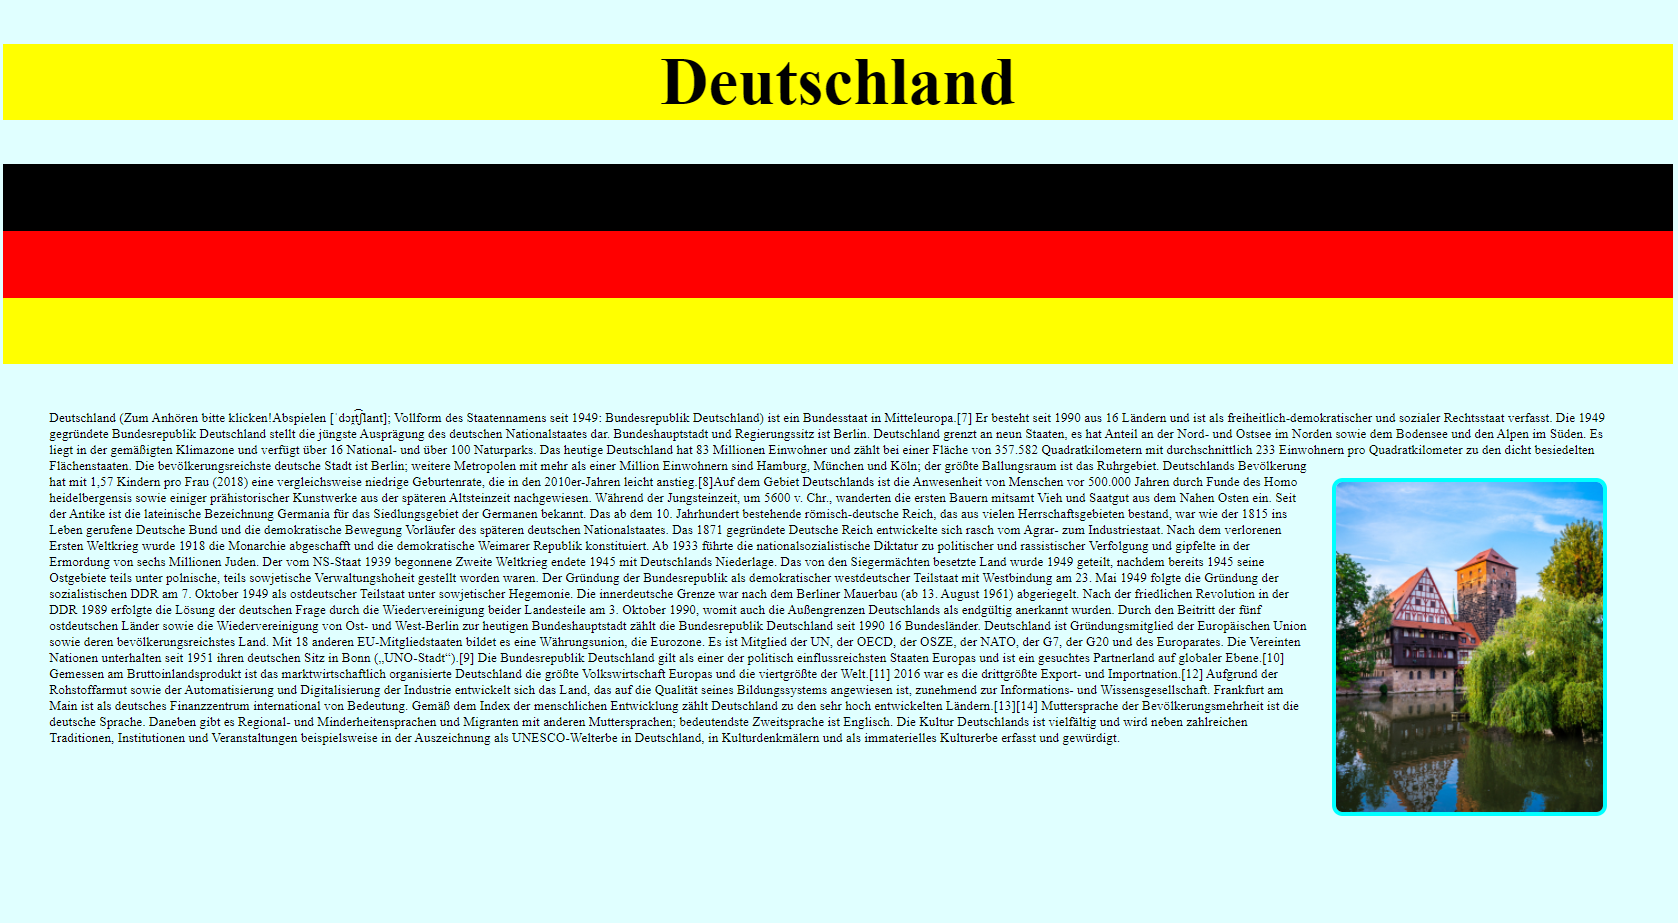 Deutschland
Deutschland (Zum Anhören bitte klicken!Abspielen [ˈdɔɪ̯t͡ʃlant]; Vollform des Staatennamens seit 1949: Bundesrepublik Deutschland) ist ein Bundesstaat in Mitteleuropa.[7] Er besteht seit 1990 aus 16 Ländern und ist als freiheitlich-demokratischer und sozialer Rechtsstaat verfasst. Die 1949
gegründete Bundesrepublik Deutschland stellt die jüngste Ausprägung des deutschen Nationalstaates dar. Bundeshauptstadt und Regierungssitz ist Berlin. Deutschland grenzt an neun Staaten, es hat Anteil an der Nord- und Ostsee im Norden sowie dem Bodensee und den Alpen im Süden. Es
liegt in der gemäßigten Klimazone und verfügt über 16 National- und über 100 Naturparks. Das heutige Deutschland hat 83 Millionen Einwohner und zählt bei einer Fläche von 357.582 Quadratkilometern mit durchschnittlich 233 Einwohnern pro Quadratkilometer zu den dicht besiedelten
Flächenstaaten. Die bevölkerungsreichste deutsche Stadt ist Berlin; weitere Metropolen mit mehr als einer Million Einwohnern sind Hamburg, München und Köln; der größte Ballungsraum ist das Ruhrgebiet. Deutschlands Bevölkerung
hat mit 1,57 Kindern pro Frau (2018) eine vergleichsweise niedrige Geburtenrate, die in den 2010er-Jahren leicht anstieg.[8]Auf dem Gebiet Deutschlands ist die Anwesenheit von Menschen vor 500.000 Jahren durch Funde des Homo
heidelbergensis sowie einiger prähistorischer Kunstwerke aus der späteren Altsteinzeit nachgewiesen. Während der Jungsteinzeit, um 5600 v. Chr., wanderten die ersten Bauern mitsamt Vieh und Saatgut aus dem Nahen Osten ein. Seit
der Antike ist die lateinische Bezeichnung Germania für das Siedlungsgebiet der Germanen bekannt. Das ab dem 10. Jahrhundert bestehende römisch-deutsche Reich, das aus vielen Herrschaftsgebieten bestand, war wie der 1815 ins
Leben gerufene Deutsche Bund und die demokratische Bewegung Vorläufer des späteren deutschen Nationalstaates. Das 1871 gegründete Deutsche Reich entwickelte sich rasch vom Agrar- zum Industriestaat. Nach dem verlorenen
Ersten Weltkrieg wurde 1918 die Monarchie abgeschafft und die demokratische Weimarer Republik konstituiert. Ab 1933 führte die nationalsozialistische Diktatur zu politischer und rassistischer Verfolgung und gipfelte in der
Ermordung von sechs Millionen Juden. Der vom NS-Staat 1939 begonnene Zweite Weltkrieg endete 1945 mit Deutschlands Niederlage. Das von den Siegermächten besetzte Land wurde 1949 geteilt, nachdem bereits 1945 seine
Ostgebiete teils unter polnische, teils sowjetische Verwaltungshoheit gestellt worden waren. Der Gründung der Bundesrepublik als demokratischer westdeutscher Teilstaat mit Westbindung am 23. Mai 1949 folgte die Gründung der
sozialistischen DDR am 7. Oktober 1949 als ostdeutscher Teilstaat unter sowjetischer Hegemonie. Die innerdeutsche Grenze war nach dem Berliner Mauerbau (ab 13. August 1961) abgeriegelt. Nach der friedlichen Revolution in der
DDR 1989 erfolgte die Lösung der deutschen Frage durch die Wiedervereinigung beider Landesteile am 3. Oktober 1990, womit auch die Außengrenzen Deutschlands als endgültig anerkannt wurden. Durch den Beitritt der fünf
ostdeutschen Länder sowie die Wiedervereinigung von Ost- und West-Berlin zur heutigen Bundeshauptstadt zählt die Bundesrepublik Deutschland seit 1990 16 Bundesländer. Deutschland ist Gründungsmitglied der Europäischen Union
sowie deren bevölkerungsreichstes Land. Mit 18 anderen EU-Mitgliedstaaten bildet es eine Währungsunion, die Eurozone. Es ist Mitglied der UN, der OECD, der OSZE, der NATO, der G7, der G20 und des Europarates. Die Vereinten
Nationen unterhalten seit 1951 ihren deutschen Sitz in Bonn („UNO-Stadt“).[9] Die Bundesrepublik Deutschland gilt als einer der politisch einflussreichsten Staaten Europas und ist ein gesuchtes Partnerland auf globaler Ebene.[10]
Gemessen am Bruttoinlandsprodukt ist das marktwirtschaftlich organisierte Deutschland die größte Volkswirtschaft Europas und die viertgrößte der Welt.[11] 2016 war es die drittgrößte Export- und Importnation.[12] Aufgrund der
Rohstoffarmut sowie der Automatisierung und Digitalisierung der Industrie entwickelt sich das Land, das auf die Qualität seines Bildungssystems angewiesen ist, zunehmend zur Informations- und Wissensgesellschaft. Frankfurt am
Main ist als deutsches Finanzzentrum international von Bedeutung. Gemäß dem Index der menschlichen Entwicklung zählt Deutschland zu den sehr hoch entwickelten Ländern.[13][14] Muttersprache der Bevölkerungsmehrheit ist die
deutsche Sprache. Daneben gibt es Regional- und Minderheitensprachen und Migranten mit anderen Muttersprachen; bedeutendste Zweitsprache ist Englisch. Die Kultur Deutschlands ist vielfältig und wird neben zahlreichen
Traditionen, Institutionen und Veranstaltungen beispielsweise in der Auszeichnung als UNESCO-Welterbe in Deutschland, in Kulturdenkmälern und als immaterielles Kulturerbe erfasst und gewürdigt.